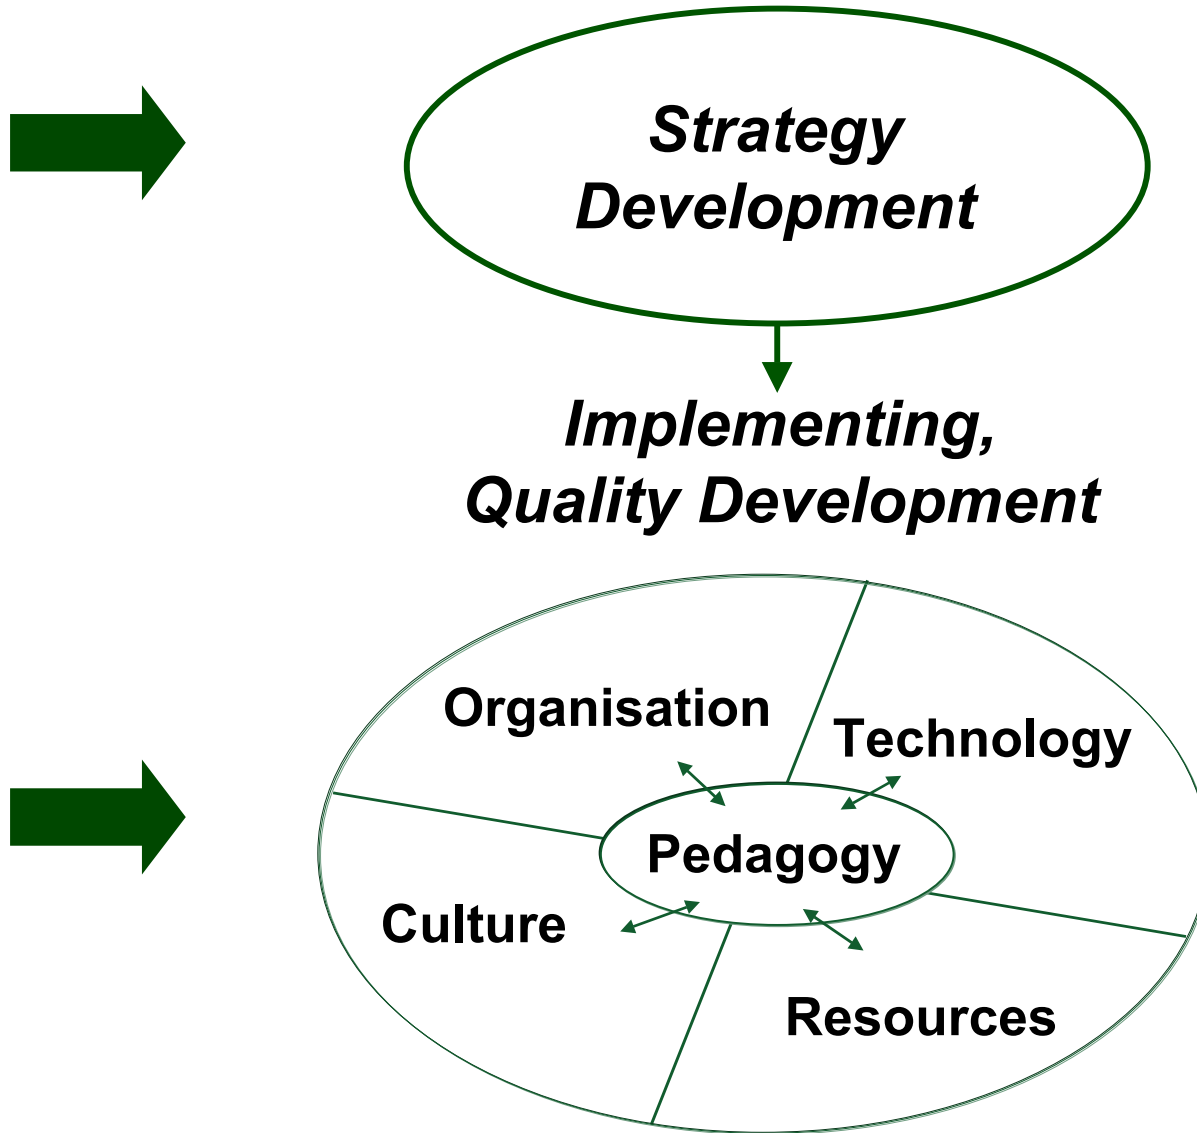 Strategy
Development
Implementing,
Quality Development
Organisation
Technology
Pedagogy
Culture
Resources